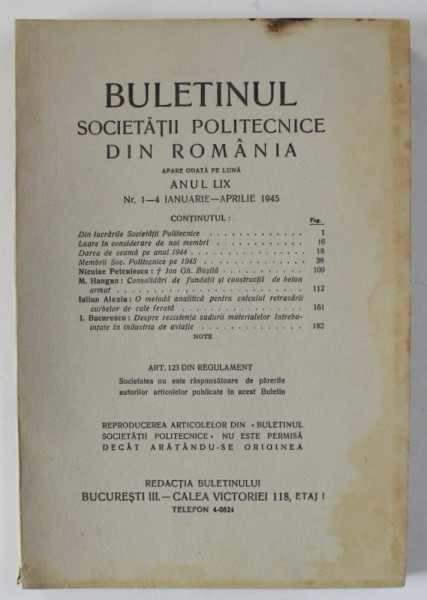 BULETINUL
SOCIETĂȚII POLITECNICE
DIN ROMÂNIA
APARE ODATĂ PE LUNĂ
ANUL LIX
Nr. 1—4 IANUARIE—APRILIE 1945
CONȚINUTUL:
Pag.
Din lucrările Societății Politecnice . . . . . . . . . . . . 1
Luare în considerare de noi membri . . . . . . . . . . . 16
Darea de seamă pe anul 1944 . . . . . . . . . . . . . . 18
Membrii Soc. Politecnice pe 1945 . . . . . . . . . . . . 38
Niculae Petculescu: † Ion Gh. Bușilă . . . . . . . . . . 109
M. Hangan: Consolidări de fundații și construcții de beton
armat . . . . . . . . . . . . . . . . . . . . . . . . 112
Iulian Alexiu: O metodă analitică pentru calculul retrasării
curbelor de cale ferată . . . . . . . . . . . . . . . . 161
I. Bucurescu: Despre rezistența sudurii materialelor întrebu-
ințate în industria de aviație . . . . . . . . . . . . . 182
NOTE
ART. 123 DIN REGULAMENT
Societatea nu este răspunzătoare de părerile
autorilor articolelor publicate în acest Buletin
REPRODUCEREA ARTICOLELOR DIN «BULETINUL
SOCIETĂȚII POLITECNICE» NU ESTE PERMISĂ
DECÂT ARĂTÂNDU-SE ORIGINEA
REDACȚIA BULETINULUI
BUCUREȘTI III.— CALEA VICTORIEI 118, ETAJ I
TELEFON 4-0624